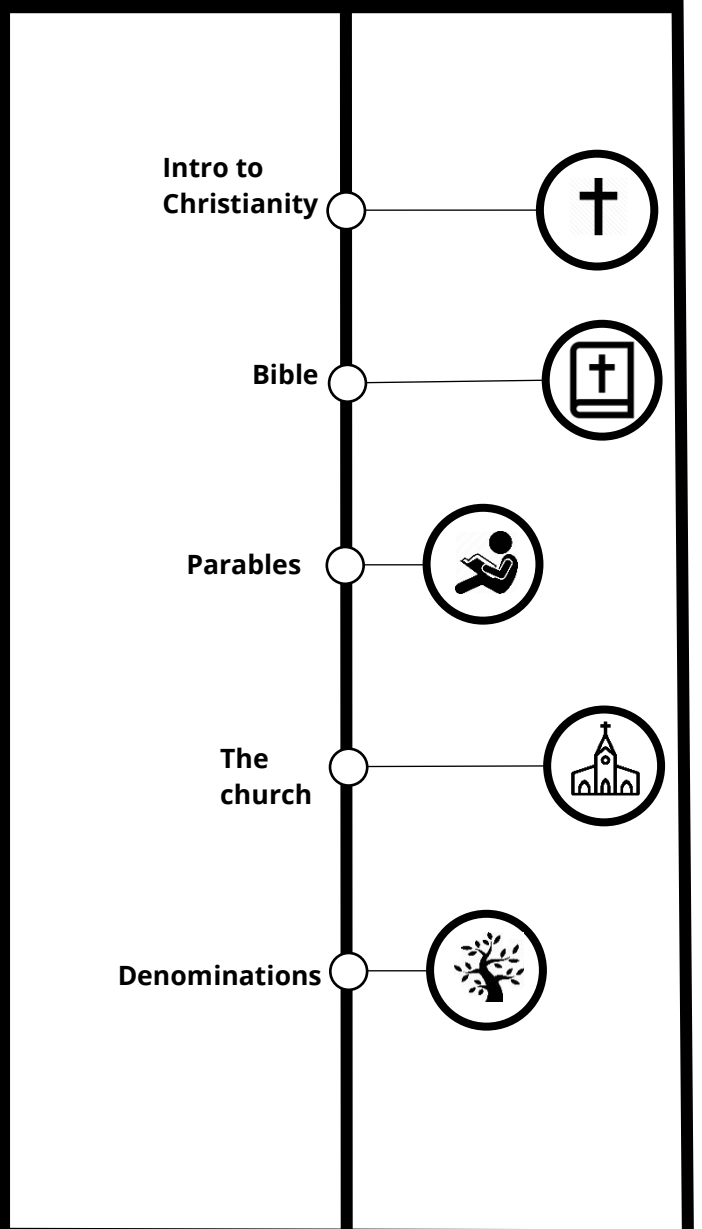 Intro to
Christianity
Bible
Parables
The
church
Denominations